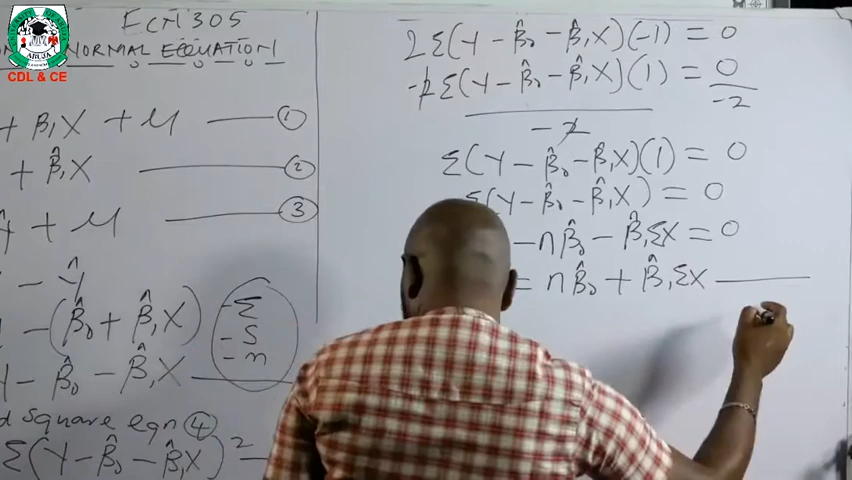 ECN 305
NORMAL EQUATION
CDL & CE
+ β₁X + μ ——— ①
+ β̂₁X ——— ②
+ μ ——— ③
- ŷ
- (β̂₀ + β̂₁X)
Y - β̂₀ - β̂₁X ———
- Σ
- S
- n
d square eqn ④
Σ(Y - β̂₀ - β̂₁X)² —
2Σ(Y - β̂₀ - β̂₁X)(-1) = 0
-2Σ(Y - β̂₀ - β̂₁X)(1) = 0
-2
-2
Σ(Y - β̂₀ - β̂₁X)(1) = 0
Σ(Y - β̂₀ - β̂₁X) = 0
- nβ̂₀ - β̂₁ΣX = 0
= nβ̂₀ + β̂₁ΣX ———